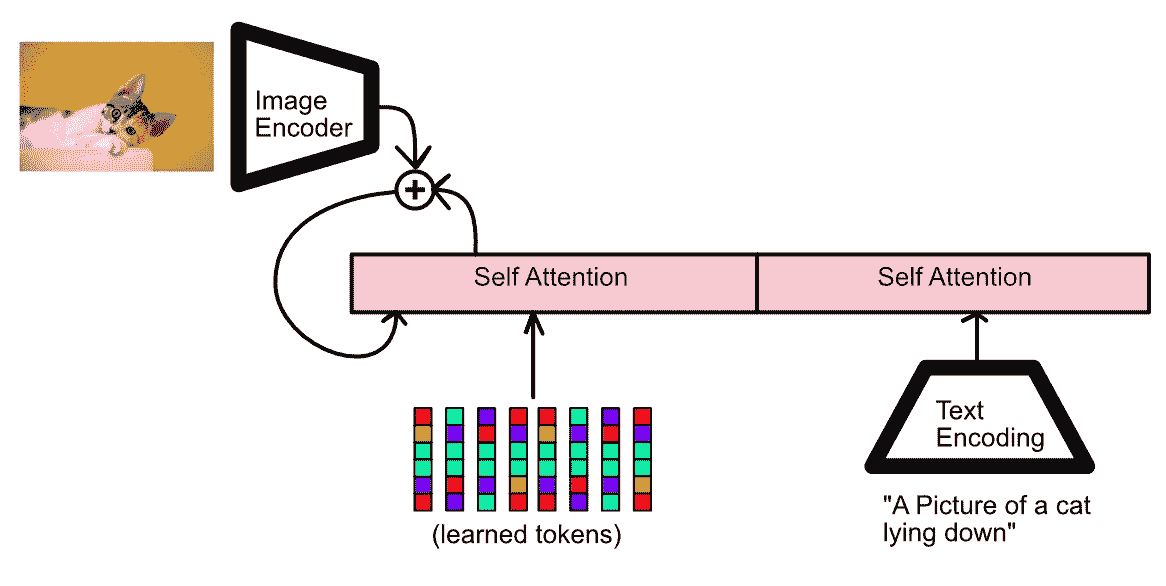 Image
Encoder
+
Self Attention
Self Attention
(learned tokens)
Text
Encoding
"A Picture of a cat
lying down"